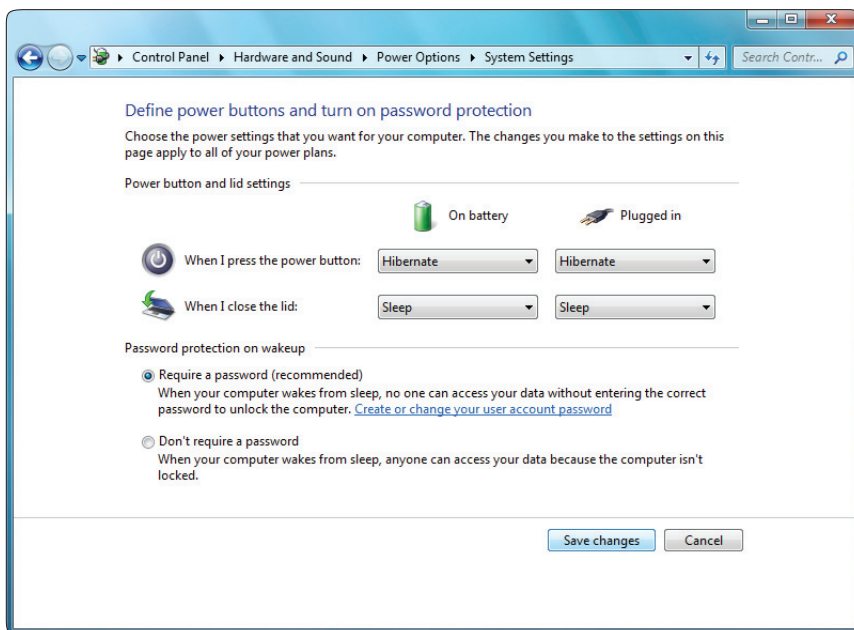 Control Panel ▸ Hardware and Sound ▸ Power Options ▸ System Settings
Search Contr...
Define power buttons and turn on password protection
Choose the power settings that you want for your computer. The changes you make to the settings on this
page apply to all of your power plans.
Power button and lid settings
On battery
Plugged in
When I press the power button:
Hibernate
Hibernate
When I close the lid:
Sleep
Sleep
Password protection on wakeup
Require a password (recommended)
When your computer wakes from sleep, no one can access your data without entering the correct
password to unlock the computer. Create or change your user account password
Don't require a password
When your computer wakes from sleep, anyone can access your data because the computer isn't
locked.
Save changes
Cancel